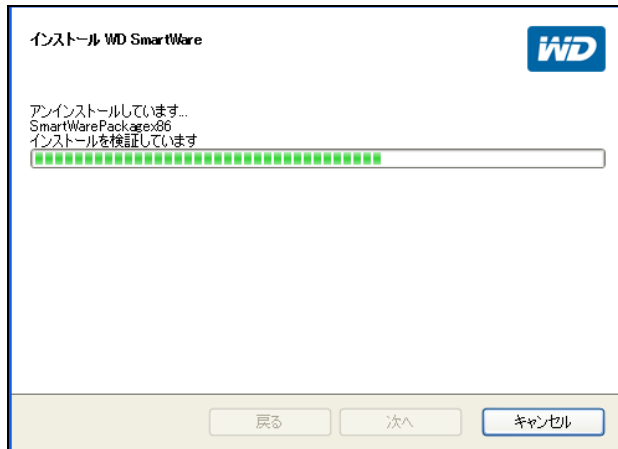 インストール WD SmartWare
WD
アンインストールしています...
SmartWarePackagex86
インストールを検証しています
戻る
次へ
キャンセル